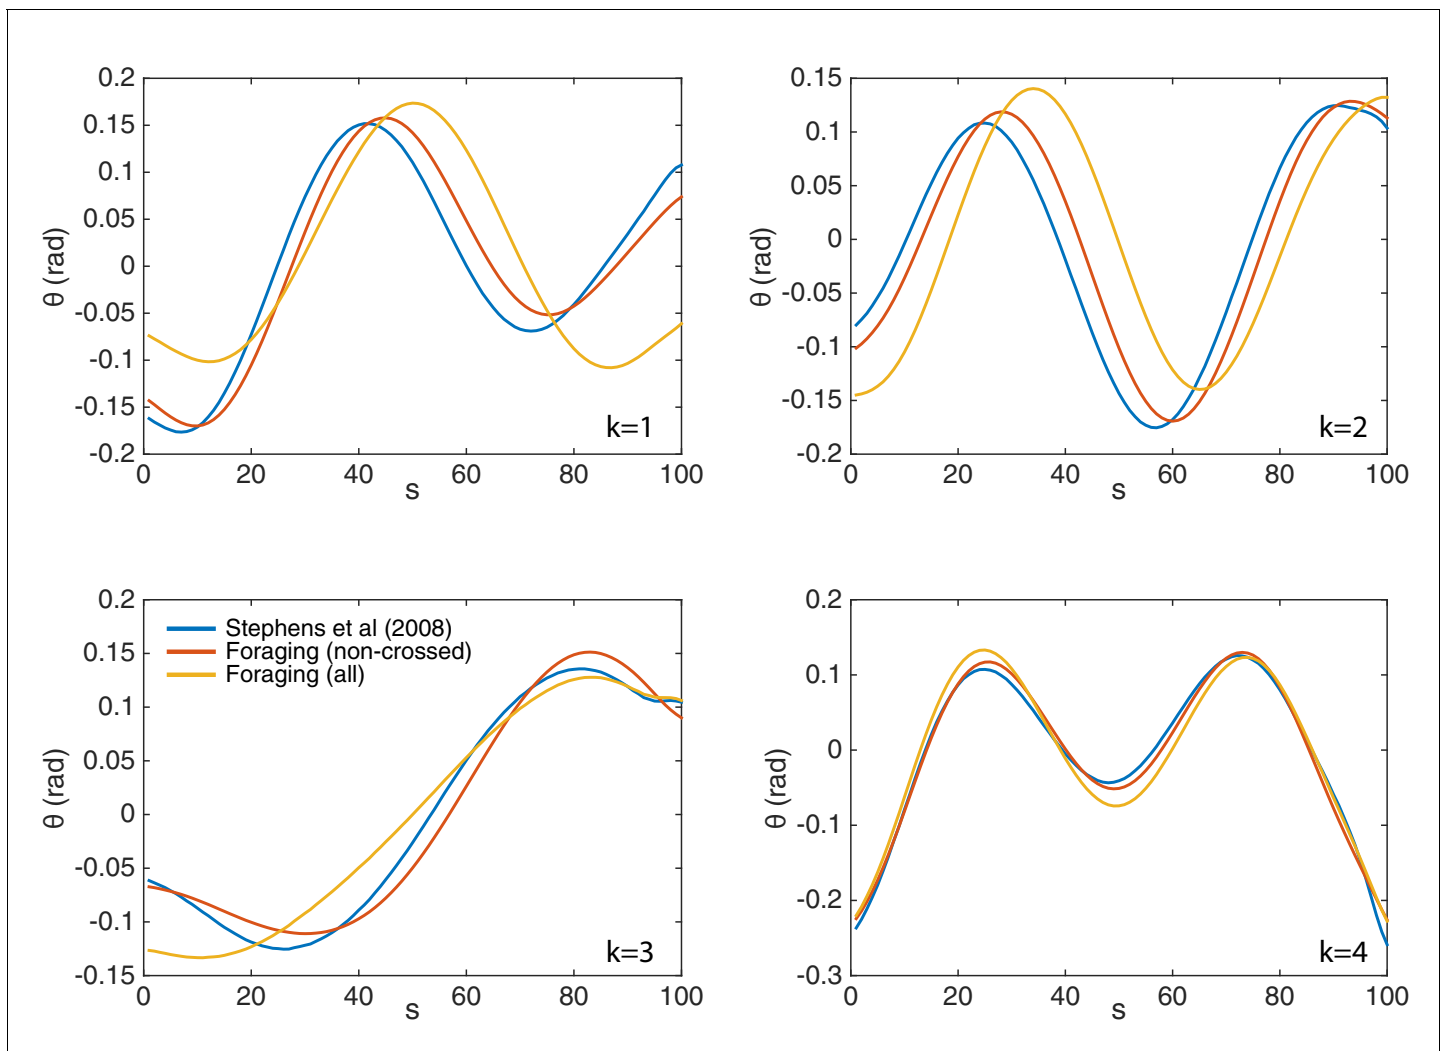 0.2
0.15
0.1
0.05
0
-0.05
-0.1
-0.15
-0.2
θ (rad)
0 20 40 60 80 100
s
k=1
0.15
0.1
0.05
0
-0.05
-0.1
-0.15
-0.2
θ (rad)
0 20 40 60 80 100
s
k=2
0.2
0.15
0.1
0.05
0
-0.05
-0.1
-0.15
θ (rad)
Stephens et al (2008)
Foraging (non-crossed)
Foraging (all)
0 20 40 60 80 100
s
k=3
0.2
0.1
0
-0.1
-0.2
-0.3
θ (rad)
0 20 40 60 80 100
s
k=4